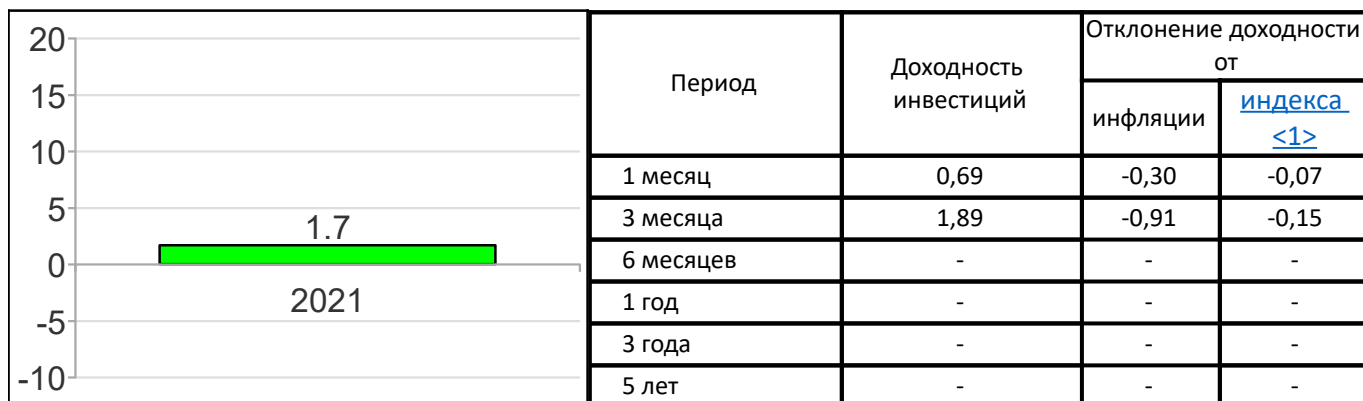 20
15
10
5
0
-5
-10
1.7
2021
Период
Доходность
инвестиций
Отклонение доходности
от
инфляции
индекса
<1>
1 месяц 0,69 -0,30 -0,07
3 месяца 1,89 -0,91 -0,15
6 месяцев - - -
1 год - - -
3 года - - -
5 лет - - -